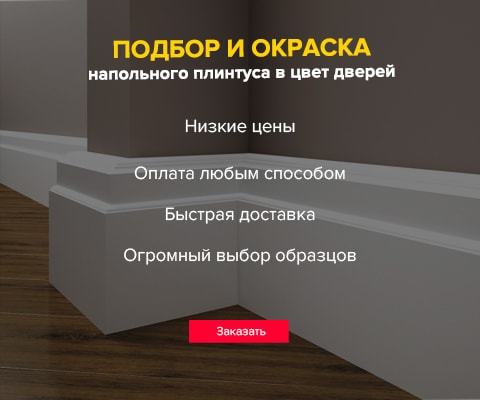 ПОДБОР И ОКРАСКА
напольного плинтуса в цвет дверей
Низкие цены
Оплата любым способом
Быстрая доставка
Огромный выбор образцов
Заказать